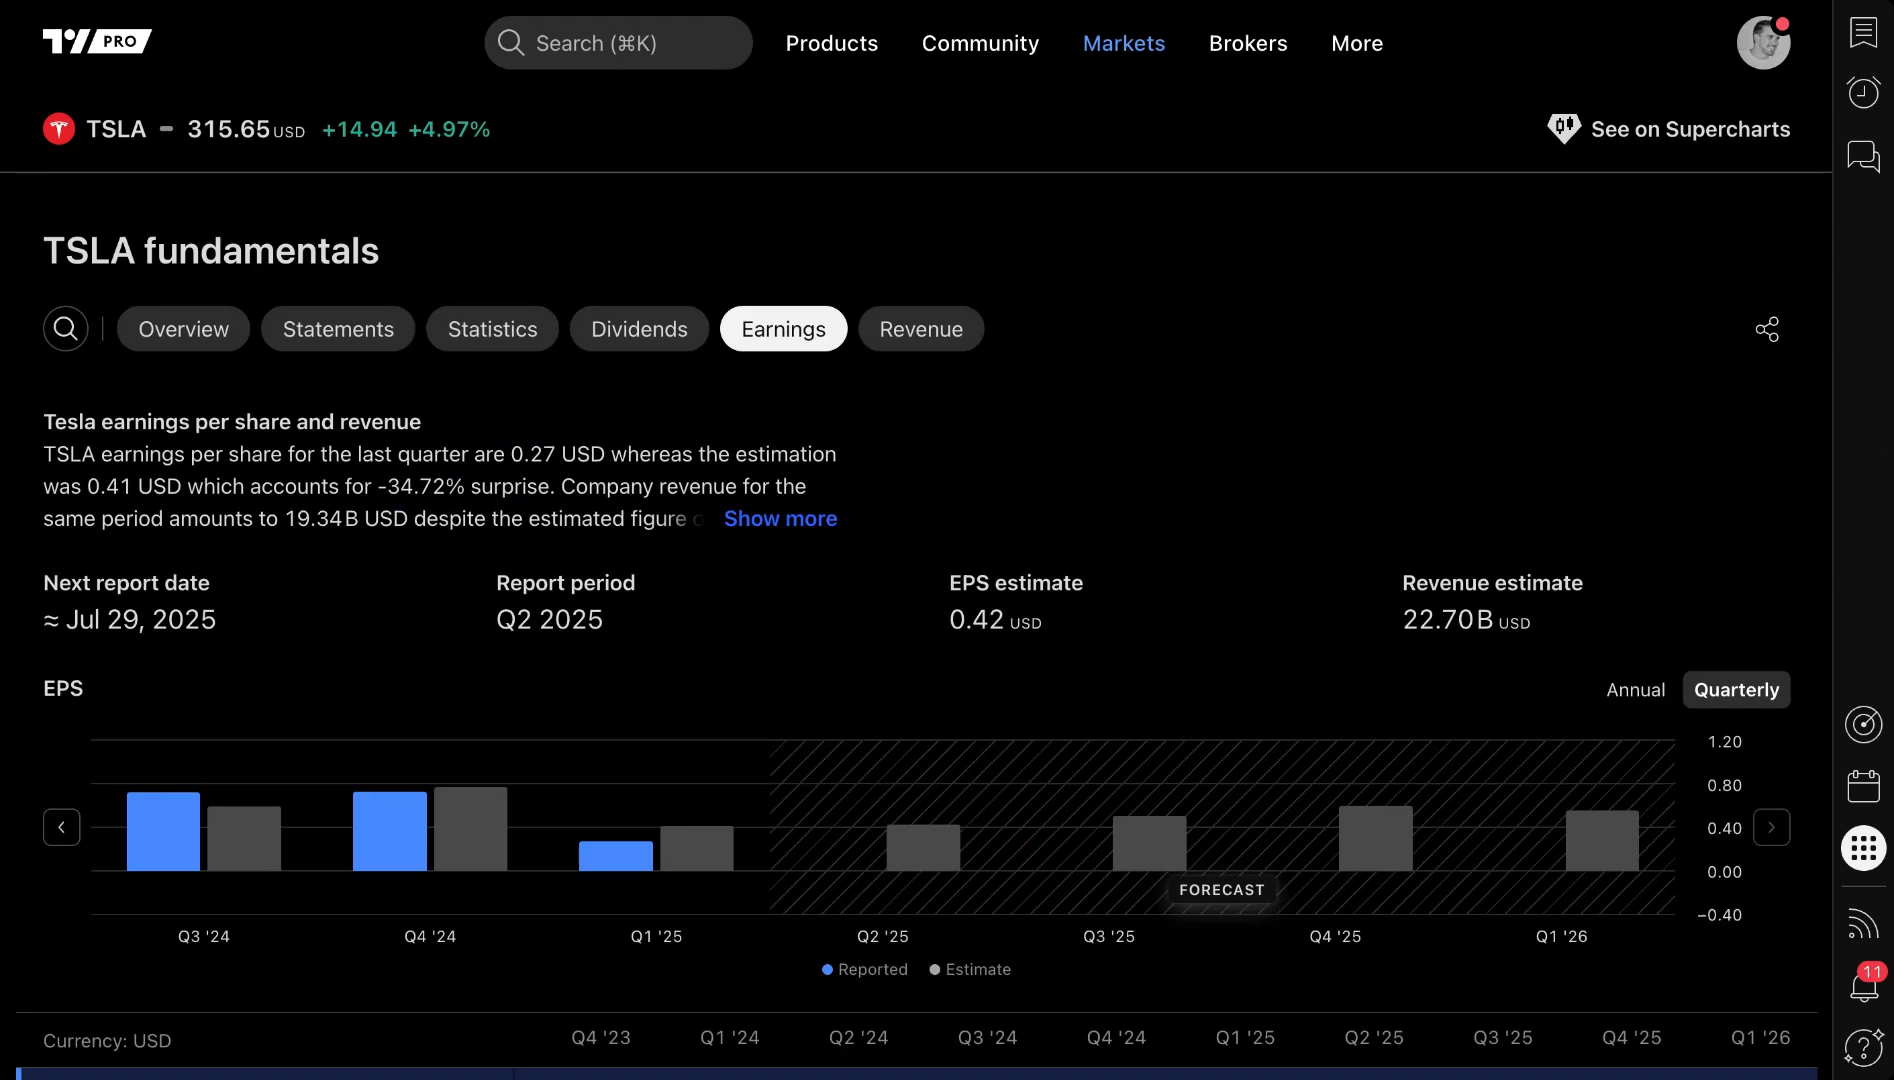 PRO
Search (⌘K)
Products
Community
Markets
Brokers
More
TSLA
315.65 USD
+14.94 +4.97%
See on Supercharts
TSLA fundamentals
Overview
Statements
Statistics
Dividends
Earnings
Revenue
Tesla earnings per share and revenue
TSLA earnings per share for the last quarter are 0.27 USD whereas the estimation
was 0.41 USD which accounts for -34.72% surprise. Company revenue for the
same period amounts to 19.34B USD despite the estimated figure
Show more
Next report date
≈ Jul 29, 2025
Report period
Q2 2025
EPS estimate
0.42 USD
Revenue estimate
22.70B USD
EPS
Annual
Quarterly
1.20
0.80
0.40
0.00
−0.40
FORECAST
Q3 '24
Q4 '24
Q1 '25
Q2 '25
Q3 '25
Q4 '25
Q1 '26
Reported
Estimate
Currency: USD
Q4 '23
Q1 '24
Q2 '24
Q3 '24
Q4 '24
Q1 '25
Q2 '25
Q3 '25
Q4 '25
Q1 '26
11